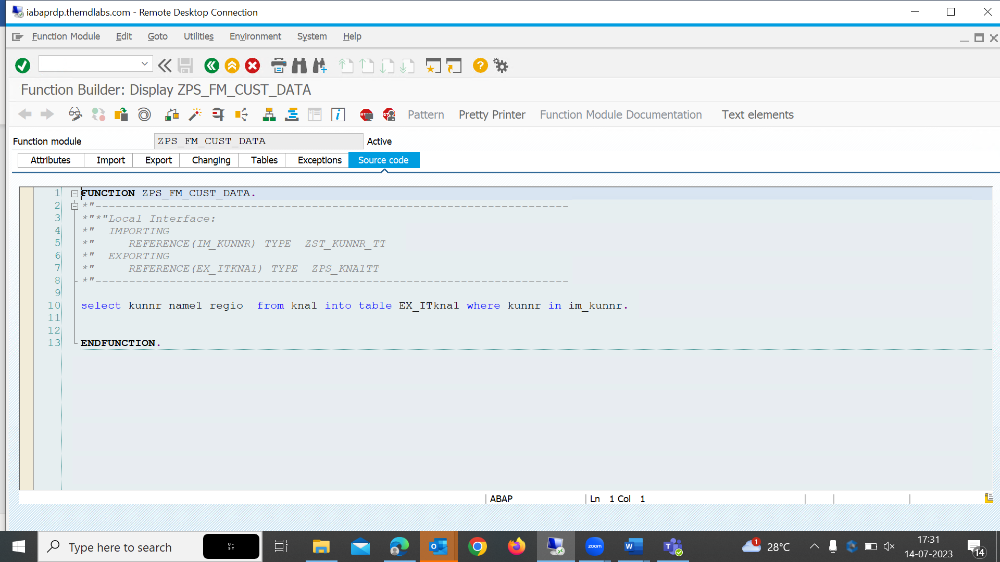 iabaprdp.themdlabs.com - Remote Desktop Connection
Function Module Edit Goto Utilities Environment System Help
Function Builder: Display ZPS_FM_CUST_DATA
Pattern Pretty Printer Function Module Documentation Text elements
Function module ZPS_FM_CUST_DATA Active
Attributes Import Export Changing Tables Exceptions Source code
1 FUNCTION ZPS_FM_CUST_DATA.
2 *"----------------------------------------------------------------------
3 *"*"Local Interface:
4 *" IMPORTING
5 *" REFERENCE(IM_KUNNR) TYPE ZST_KUNNR_TT
6 *" EXPORTING
7 *" REFERENCE(EX_ITKNA1) TYPE ZPS_KNA1TT
8 *"----------------------------------------------------------------------
9
10 select kunnr name1 regio from kna1 into table EX_ITkna1 where kunnr in im_kunnr.
11
12
13 ENDFUNCTION.
ABAP Ln 1 Col 1
Type here to search
zoom
1
28°C
17:31
14-07-2023
14